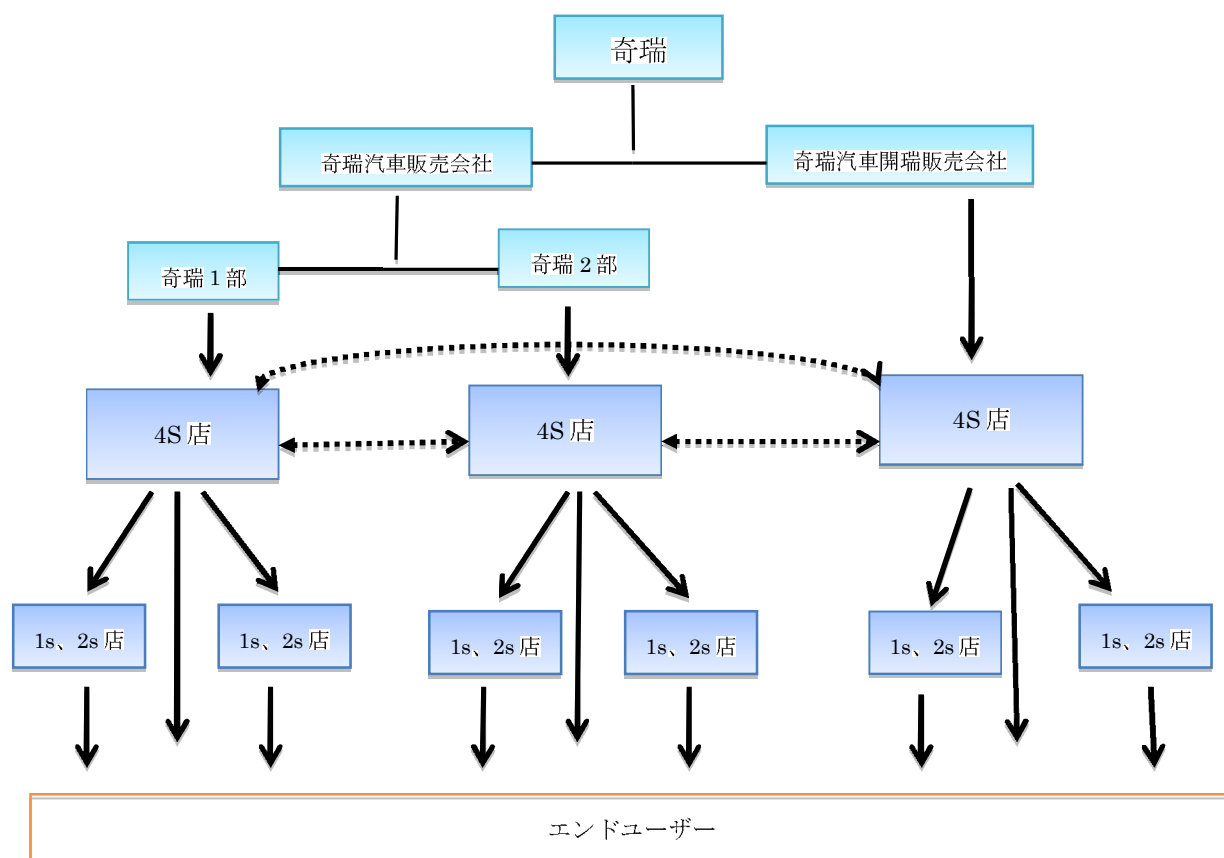 奇瑞
奇瑞汽車販売会社
奇瑞汽車開瑞販売会社
奇瑞 1 部
奇瑞 2 部
4S 店
4S 店
4S 店
1s、2s 店
1s、2s 店
1s、2s 店
1s、2s 店
1s、2s 店
1s、2s 店
エンドユーザー